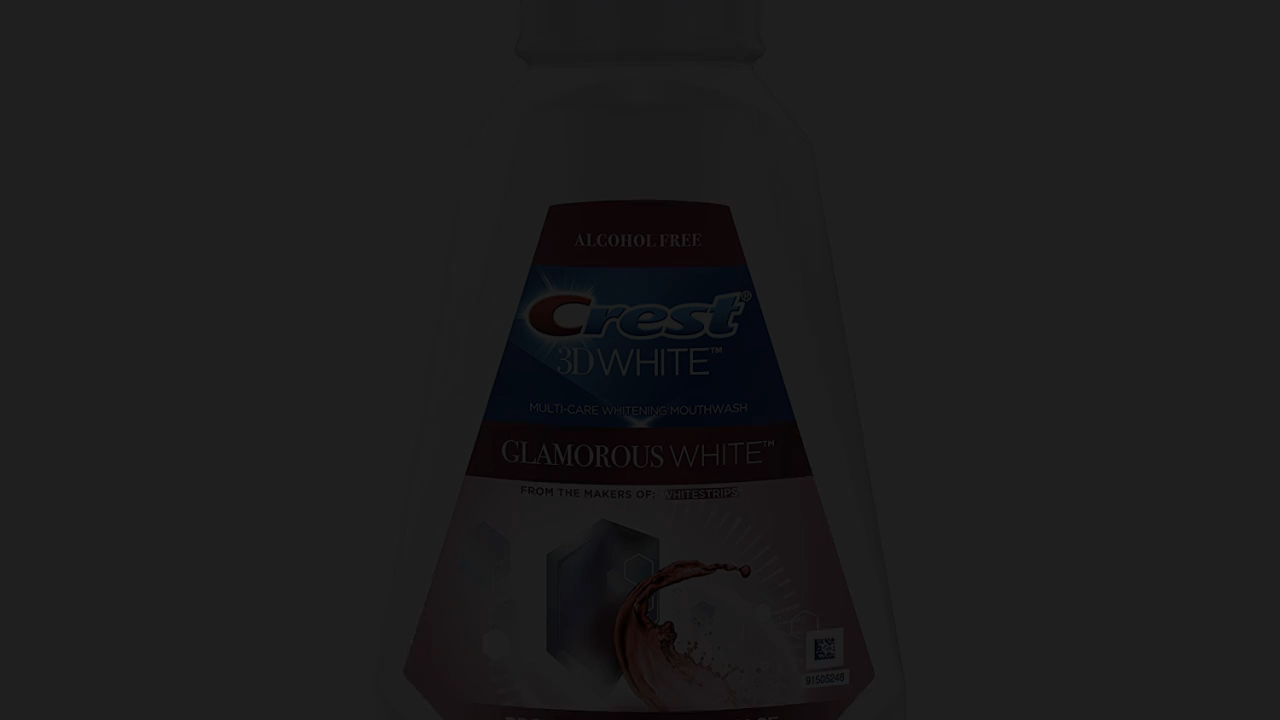 ALCOHOL FREE
Crest®
3D WHITE™
MULTI-CARE WHITENING MOUTHWASH
GLAMOROUS WHITE™
FROM THE MAKERS OF: WHITESTRIPS
91505248